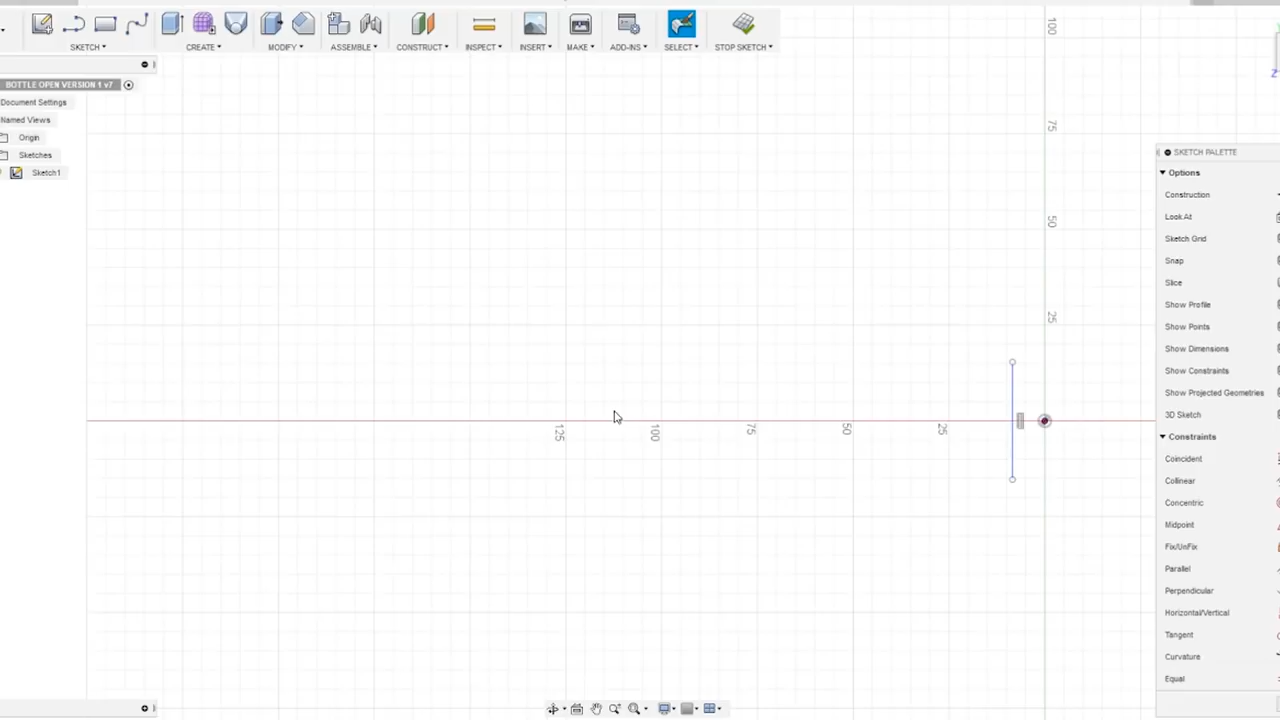 SKETCH
CREATE
MODIFY
ASSEMBLE
CONSTRUCT
INSPECT
INSERT
MAKE
ADD-INS
SELECT
STOP SKETCH
BOTTLE OPEN VERSION 1 v7
Document Settings
Named Views
Origin
Sketches
Sketch1
100
75
50
25
125
100
75
50
25
Z
SKETCH PALETTE
Options
Construction
Look At
Sketch Grid
Snap
Slice
Show Profile
Show Points
Show Dimensions
Show Constraints
Show Projected Geometries
3D Sketch
Constraints
Coincident
Collinear
Concentric
Midpoint
Fix/UnFix
Parallel
Perpendicular
Horizontal/Vertical
Tangent
Curvature
Equal